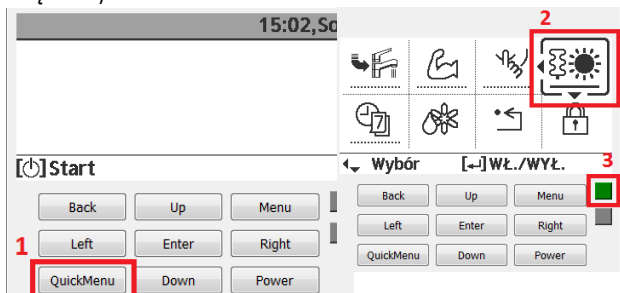 15:02,So
[⏻]Start
Back Up Menu
1
Left Enter Right
QuickMenu Down Power
2
7
Wybór [↵]WŁ./WYŁ.
3
Back Up Menu
Left Enter Right
QuickMenu Down Power